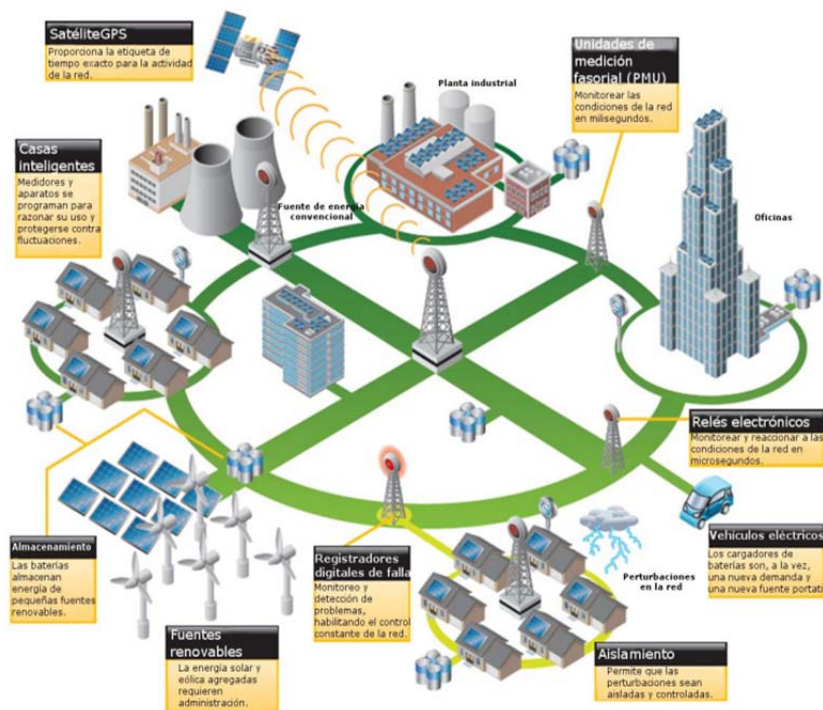 SatéliteGPS
Proporciona la etiqueta de
tiempo exacto para la actividad
de la red.
Unidades de
medición
fasorial (PMU)
Monitorear las
condiciones de la red
en milisegundos.
Planta industrial
Casas
inteligentes
Medidores y
aparatos se
programan para
razonar su uso y
protegerse contra
fluctuaciones.
Fuente de energía
convencional
Oficinas
Relés electrónicos
Monitorear y reaccionar a las
condiciones de la red en
microsegundos.
Almacenamiento
Las baterías
almacenan
energía de
pequeñas fuentes
renovables.
Fuentes
renovables
La energía solar y
eólica agregadas
requieren
administración.
Registradores
digitales de falla
Monitoreo y
detección de
problemas,
habilitando el control
constante de la red.
Perturbaciones
en la red
Vehículos eléctricos
Los cargadores de
baterías son, a la vez,
una nueva demanda y
una nueva fuente portati
Aislamiento
Permite que las
perturbaciones sean
aisladas y controladas.